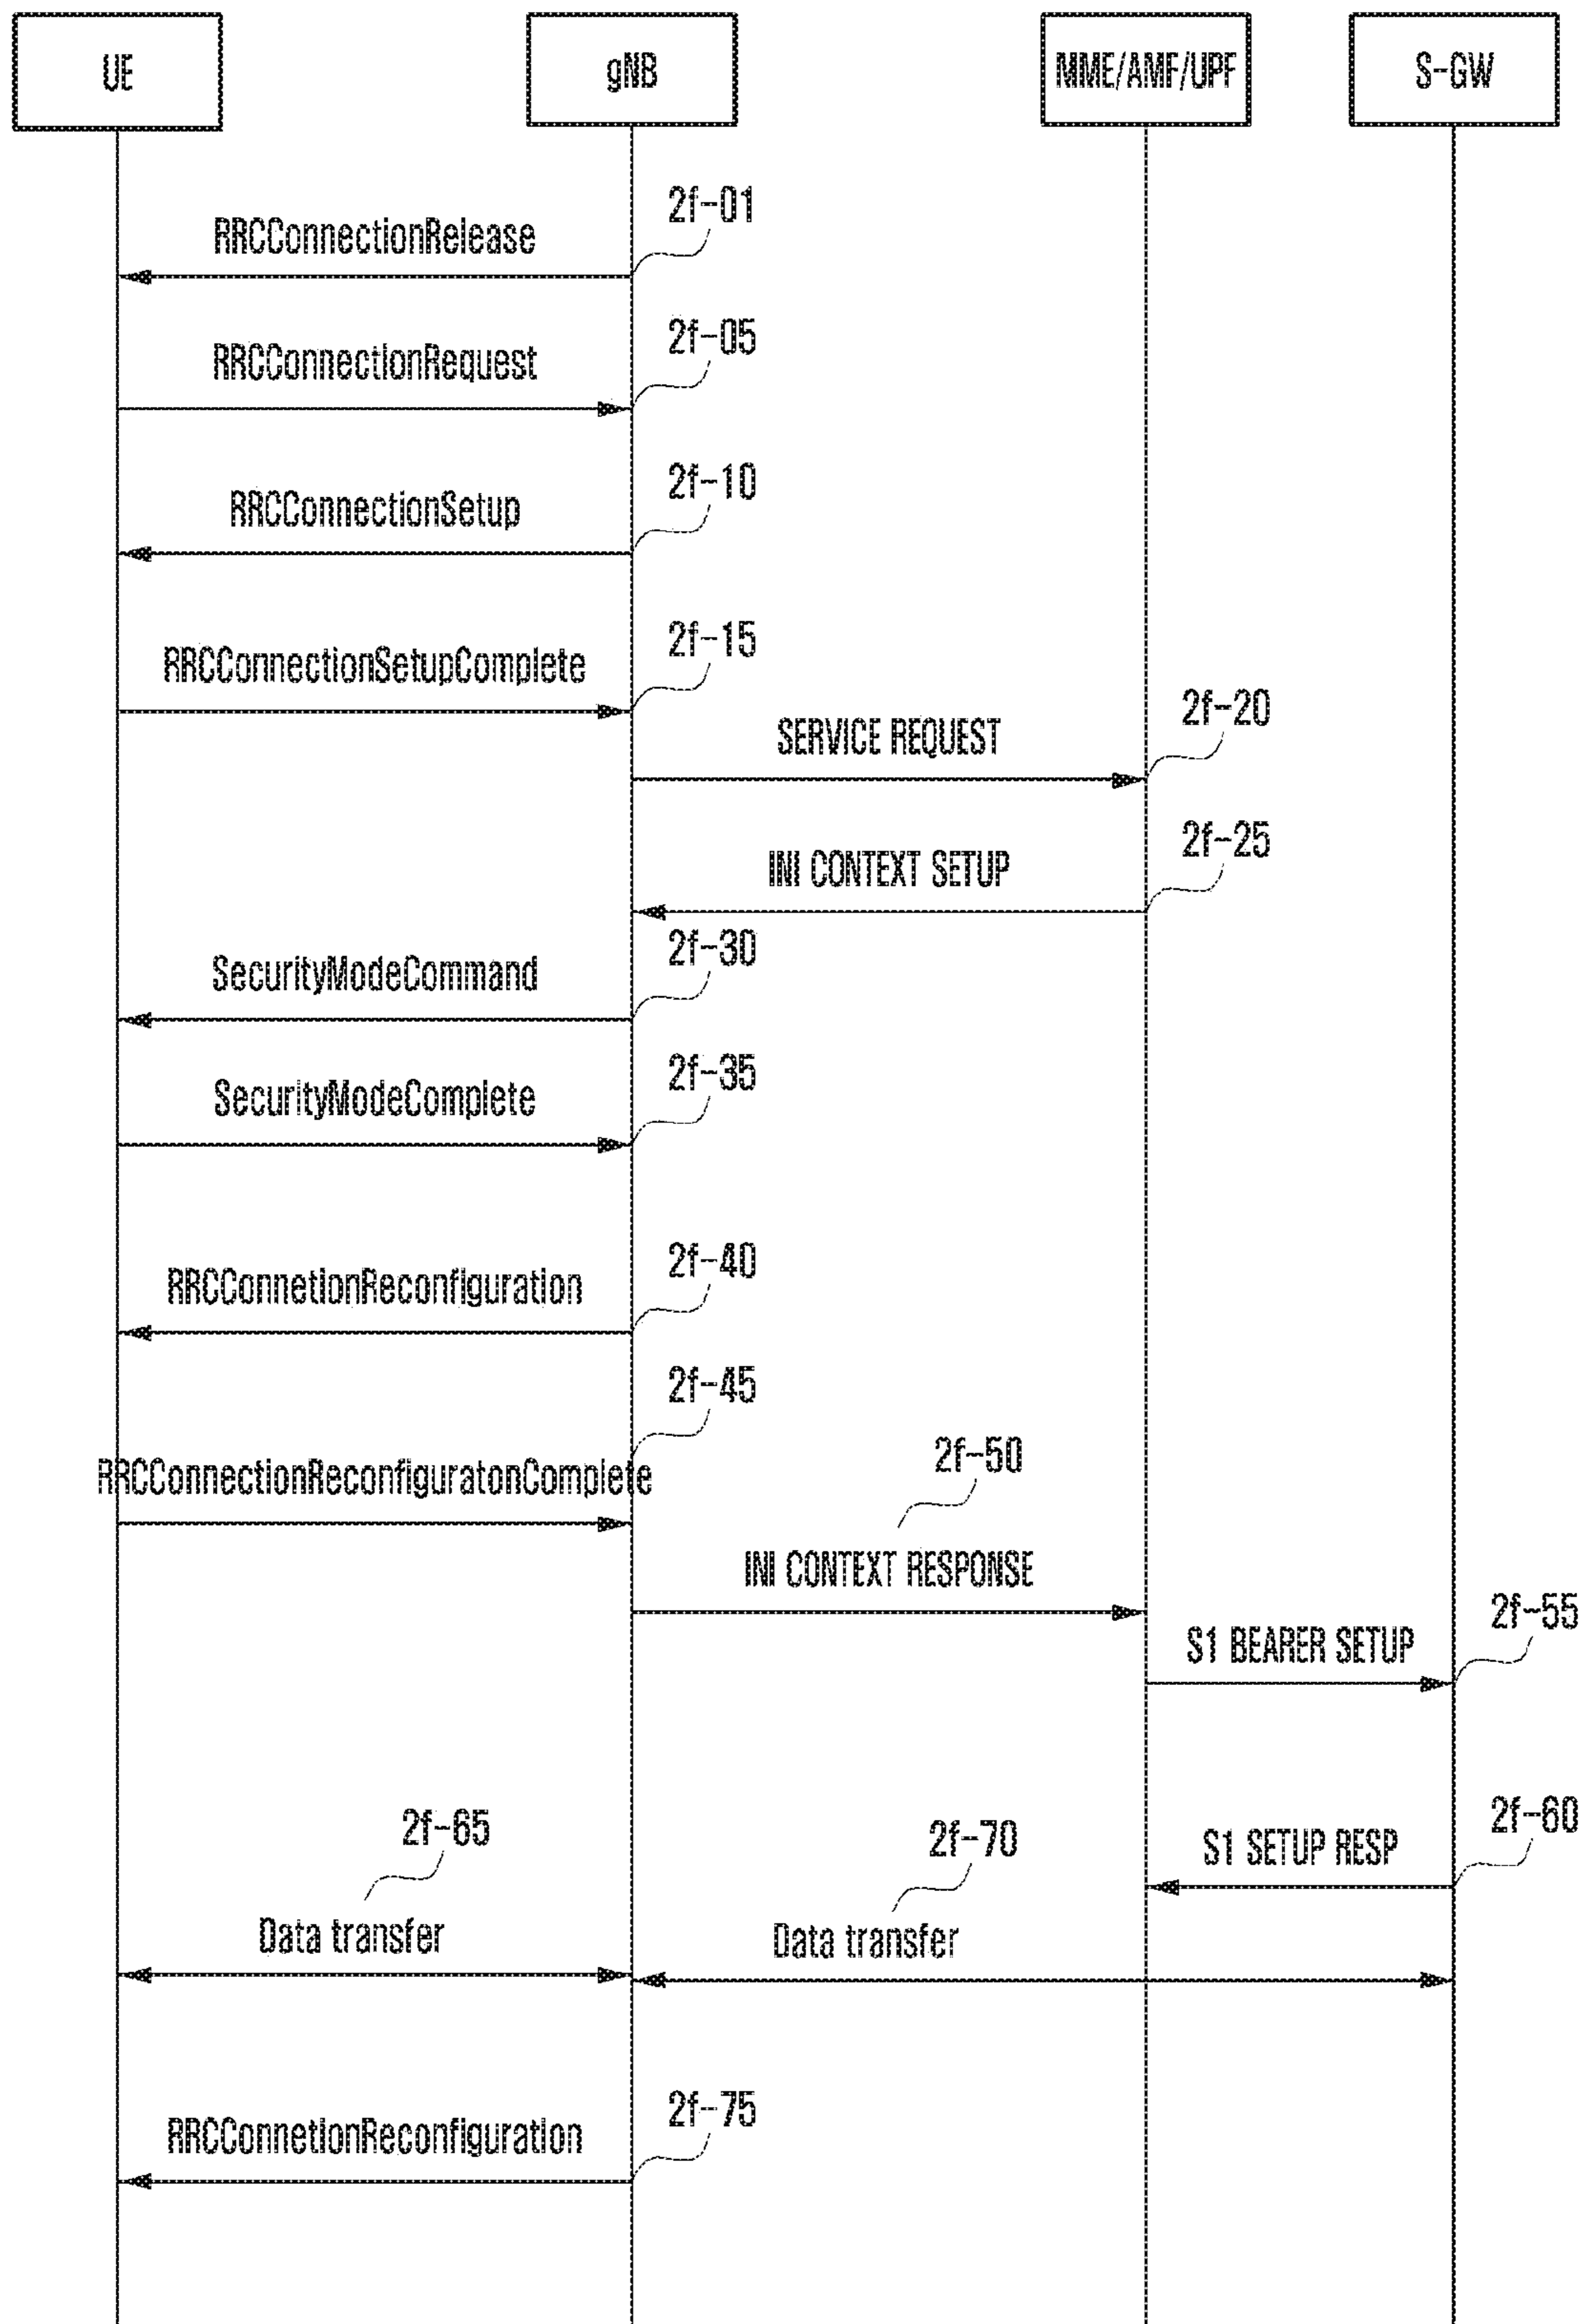 UE
gNB
MME/AMF/UPF
S-GW
2f-01
RRCConnectionRelease
2f-05
RRCConnectionRequest
2f-10
RRCConnectionSetup
2f-15
RRCConnectionSetupComplete
2f-20
SERVICE REQUEST
2f-25
INI CONTEXT SETUP
2f-30
SecurityModeCommand
2f-35
SecurityModeComplete
2f-40
RRCConnetionReconfiguration
2f-45
RRCConnectionReconfiguratonComplete
2f-50
INI CONTEXT RESPONSE
2f-55
S1 BEARER SETUP
2f-60
S1 SETUP RESP
2f-65
Data transfer
2f-70
Data transfer
2f-75
RRCConnetionReconfiguration